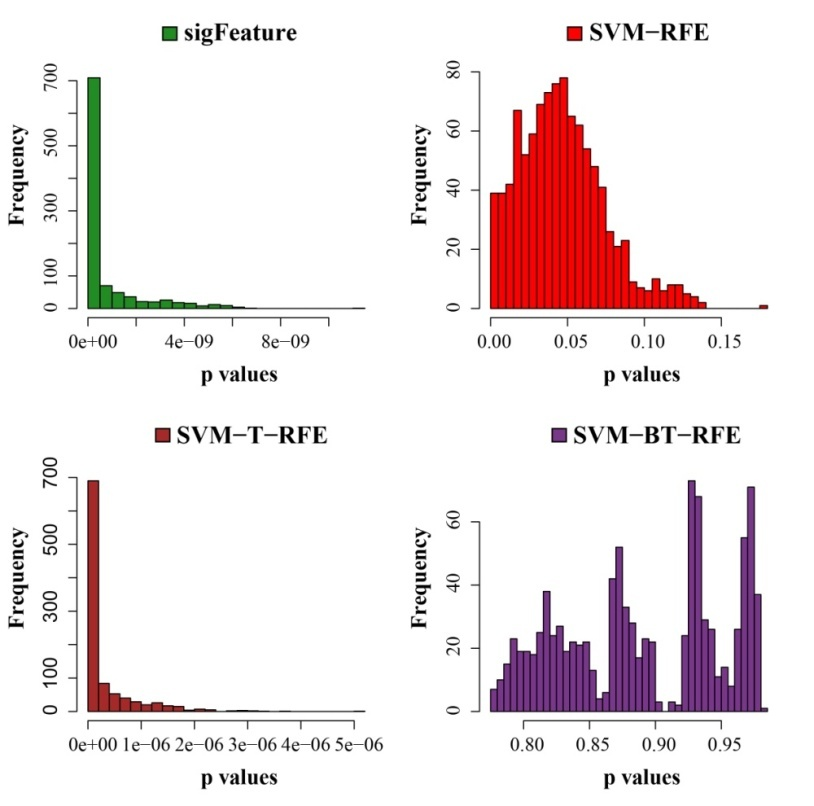 sigFeature
Frequency
0 100 300 500 700
0e+00 4e−09 8e−09
p values
SVM−RFE
Frequency
0 20 40 60 80
0.00 0.05 0.10 0.15
p values
SVM−T−RFE
Frequency
0 100 300 500 700
0e+00 1e−06 2e−06 3e−06 4e−06 5e−06
p values
SVM−BT−RFE
Frequency
0 20 40 60
0.80 0.85 0.90 0.95
p values